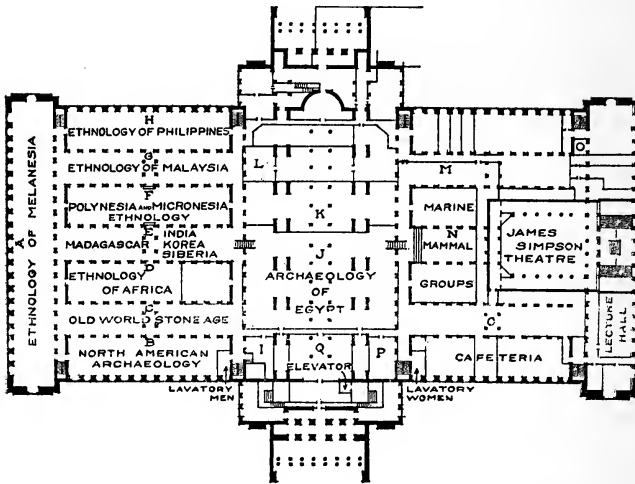 A
ETHNOLOGY OF MELANESIA
H
ETHNOLOGY OF PHILIPPINES
G
ETHNOLOGY OF MALAYSIA
F
POLYNESIA AND MICRONESIA
ETHNOLOGY
E
MADAGASCAR
INDIA
KOREA
SIBERIA
D
ETHNOLOGY
OF AFRICA
C
OLD WORLD STONE AGE
B
NORTH AMERICAN
ARCHAEOLOGY
LAVATORY
MEN
L
K
J
ARCHAEOLOGY
OF
EGYPT
I
Q
P
ELEVATOR
LAVATORY
WOMEN
M
MARINE
N
MAMMAL
GROUPS
O
JAMES
SIMPSON
THEATRE
LECTURE
HALL
CAFETERIA